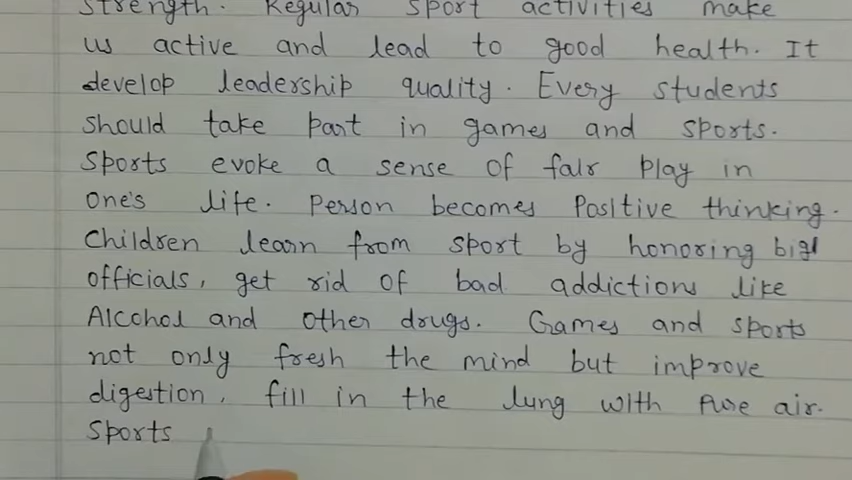 strength. Regular sport activities make
us active and lead to good health. It
develop leadership quality. Every students
should take part in games and sports.
Sports evoke a sense of fair play in
one's life. Person becomes Positive thinking.
Children learn from sport by honoring big
officials, get rid of bad addictions like
Alcohol and other drugs. Games and sports
not only fresh the mind but improve
digestion, fill in the lung with pure air.
Sports